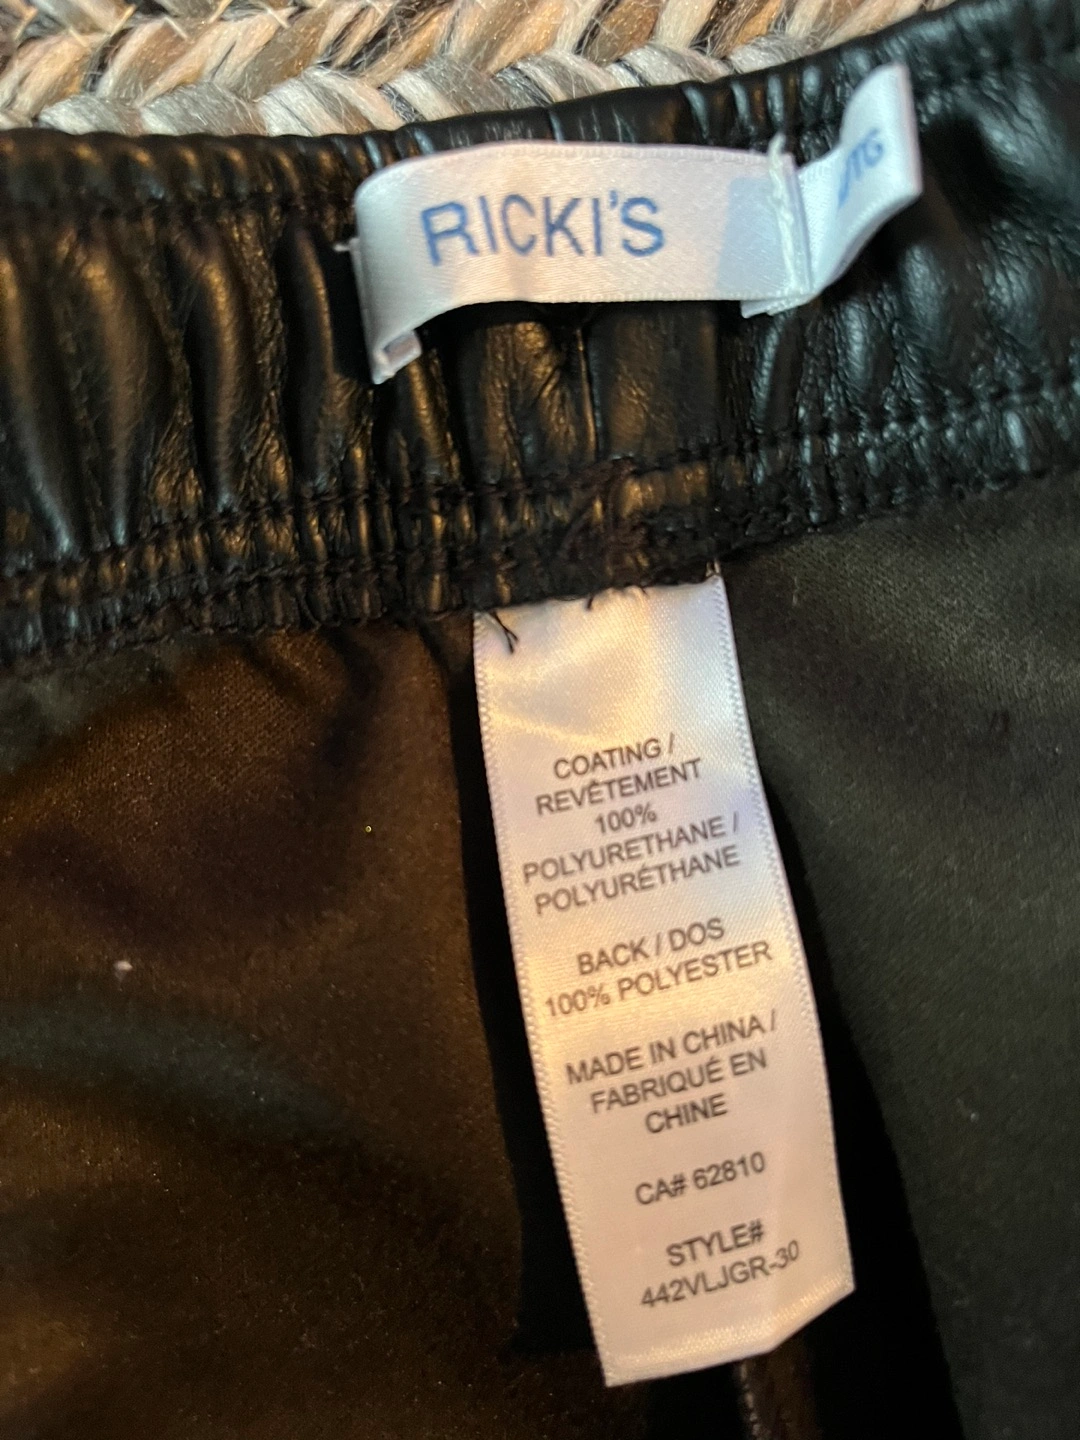 RICKI'S
COATING /
REVÊTEMENT
100%
POLYURETHANE /
POLYURÉTHANE
BACK / DOS
100% POLYESTER
MADE IN CHINA /
FABRIQUÉ EN
CHINE
CA# 62810
STYLE#
442VLJGR-30